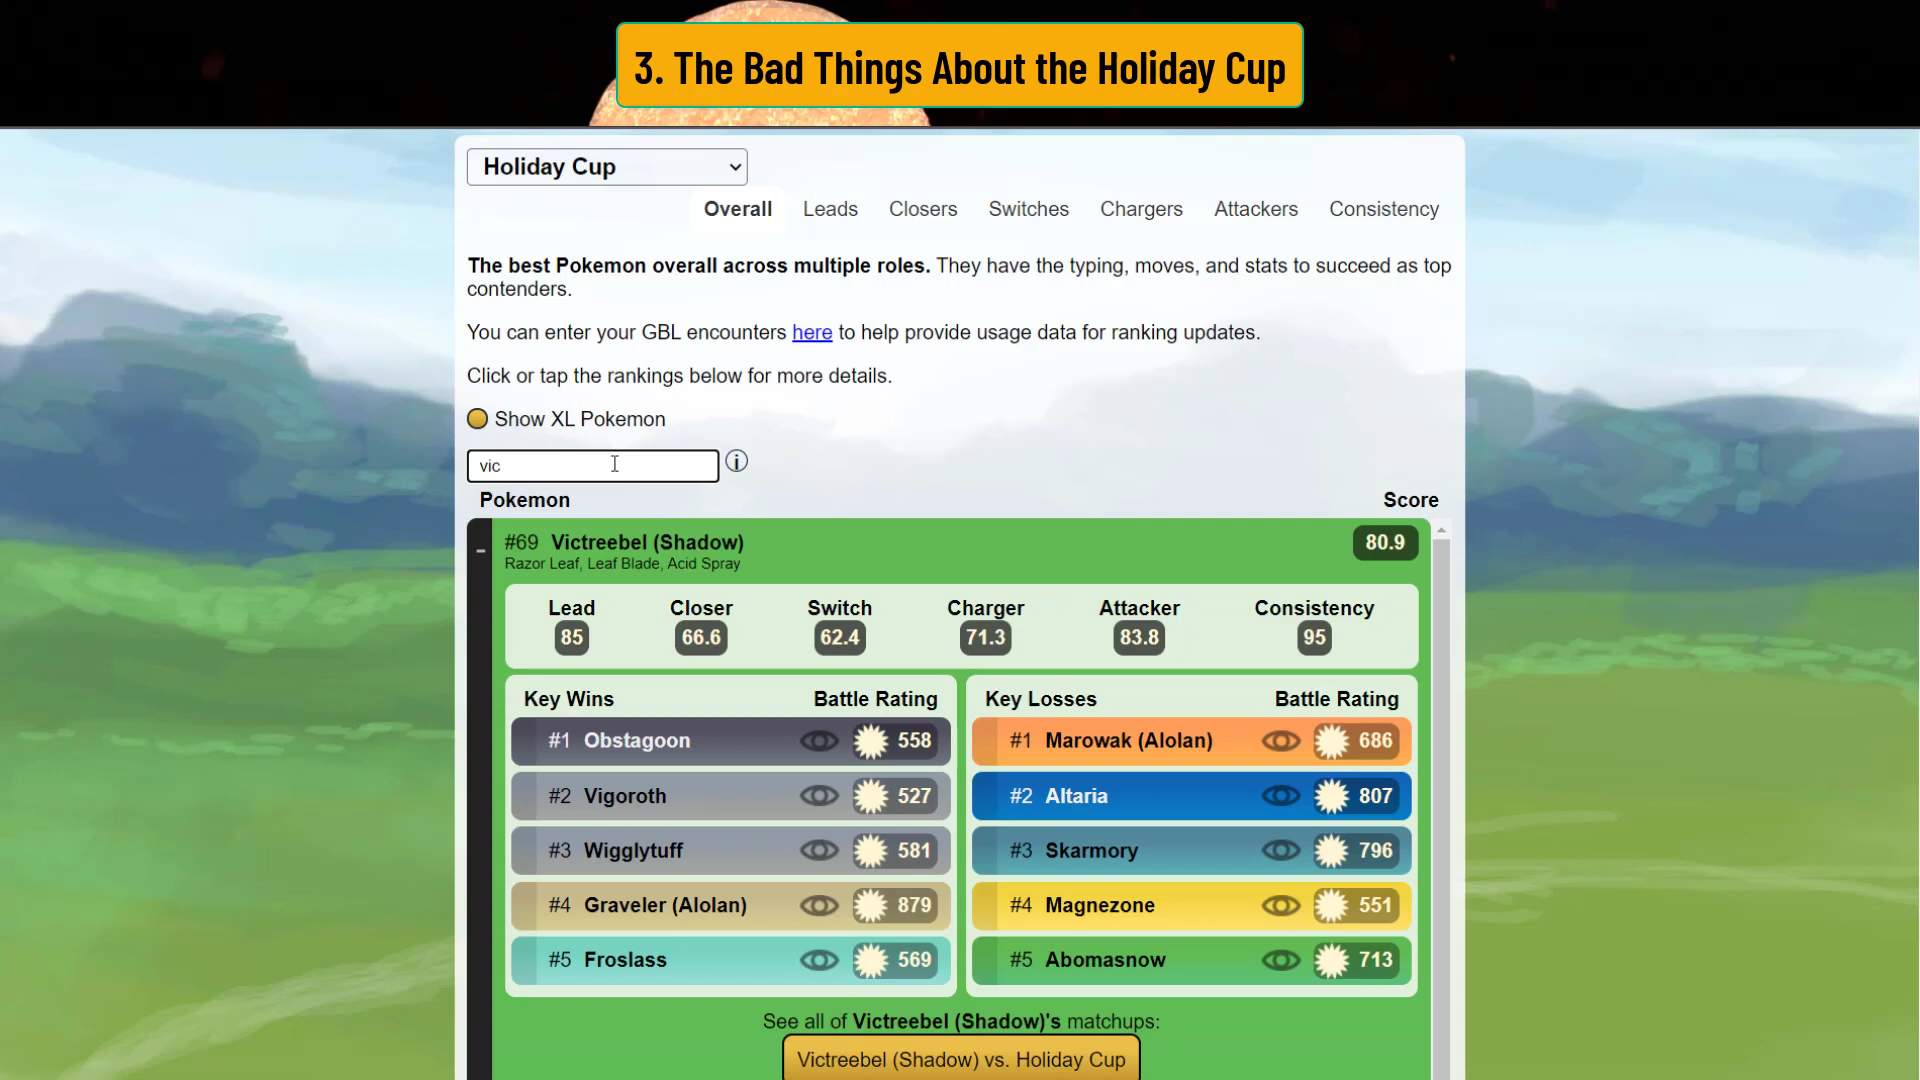 3. The Bad Things About the Holiday Cup
Holiday Cup
Overall Leads Closers Switches Chargers Attackers Consistency
The best Pokemon overall across multiple roles. They have the typing, moves, and stats to succeed as top
contenders.
You can enter your GBL encounters here to help provide usage data for ranking updates.
Click or tap the rankings below for more details.
Show XL Pokemon
vic
i
Pokemon Score
- #69 Victreebel (Shadow) 80.9
Razor Leaf, Leaf Blade, Acid Spray
Lead Closer Switch Charger Attacker Consistency
85 66.6 62.4 71.3 83.8 95
Key Wins Battle Rating
#1 Obstagoon 558
#2 Vigoroth 527
#3 Wigglytuff 581
#4 Graveler (Alolan) 879
#5 Froslass 569
Key Losses Battle Rating
#1 Marowak (Alolan) 686
#2 Altaria 807
#3 Skarmory 796
#4 Magnezone 551
#5 Abomasnow 713
See all of Victreebel (Shadow)'s matchups:
Victreebel (Shadow) vs. Holiday Cup